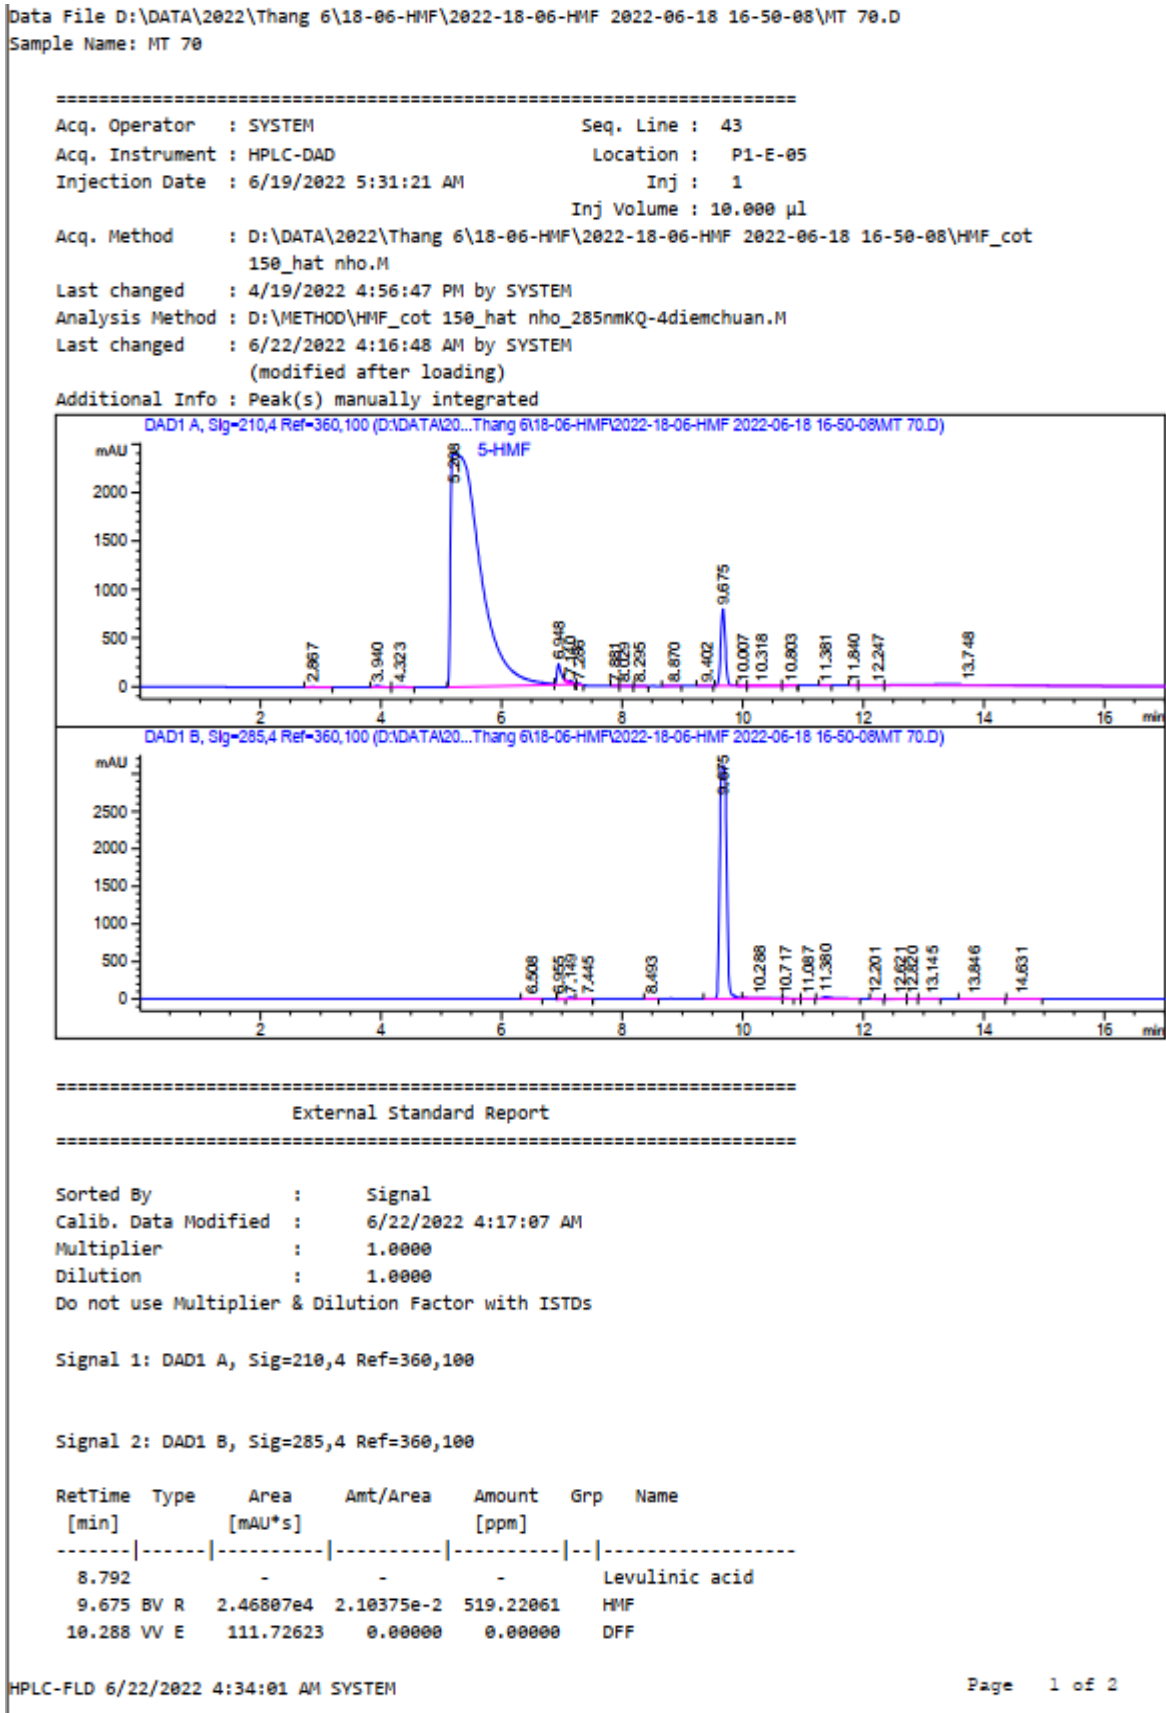 Data File D:\DATA\2022\Thang 6\18-06-HMF\2022-18-06-HMF 2022-06-18 16-50-08\MT 70.D
Sample Name: MT 70
=====================================================================
Acq. Operator   : SYSTEM                         Seq. Line :  43
Acq. Instrument : HPLC-DAD                        Location :   P1-E-05
Injection Date  : 6/19/2022 5:31:21 AM                 Inj :   1
Inj Volume : 10.000 µl
Acq. Method     : D:\DATA\2022\Thang 6\18-06-HMF\2022-18-06-HMF 2022-06-18 16-50-08\HMF_cot
150_hat nho.M
Last changed    : 4/19/2022 4:56:47 PM by SYSTEM
Analysis Method : D:\METHOD\HMF_cot 150_hat nho_285nmKQ-4diemchuan.M
Last changed    : 6/22/2022 4:16:48 AM by SYSTEM
(modified after loading)
Additional Info : Peak(s) manually integrated
DAD1 A, Sig=210,4 Ref=360,100 (D:\DATA\20...Thang 6\18-06-HMF\2022-18-06-HMF 2022-06-18 16-50-08\MT 70.D)
mAU
2000
1500
1000
500
0
5-HMF
2.867
3.940
4.323
5.208
6.948
7.286
7.881
8.029
8.295
8.870
9.402
9.675
10.007
10.318
10.803
11.381
11.840
12.247
13.748
2 4 6 8 10 12 14 16 min
DAD1 B, Sig=285,4 Ref=360,100 (D:\DATA\20...Thang 6\18-06-HMF\2022-18-06-HMF 2022-06-18 16-50-08\MT 70.D)
mAU
2500
2000
1500
1000
500
0
6.508
6.955
7.149
7.445
8.493
9.675
10.288
10.717
11.087
11.380
12.201
12.621
12.820
13.145
13.846
14.631
2 4 6 8 10 12 14 16 min
=====================================================================
External Standard Report
=====================================================================
Sorted By             :      Signal
Calib. Data Modified  :      6/22/2022 4:17:07 AM
Multiplier            :      1.0000
Dilution              :      1.0000
Do not use Multiplier & Dilution Factor with ISTDs
Signal 1: DAD1 A, Sig=210,4 Ref=360,100
Signal 2: DAD1 B, Sig=285,4 Ref=360,100
RetTime  Type    Area     Amt/Area    Amount   Grp   Name
[min]         [mAU*s]                [ppm]
-------|------|----------|----------|----------|--|------------------
8.792            -         -          -          Levulinic acid
9.675 BV R   2.46807e4  2.10375e-2  519.22061    HMF
10.288 VV E    111.72623    0.00000    0.00000    DFF
HPLC-FLD 6/22/2022 4:34:01 AM SYSTEM
Page   1 of 2